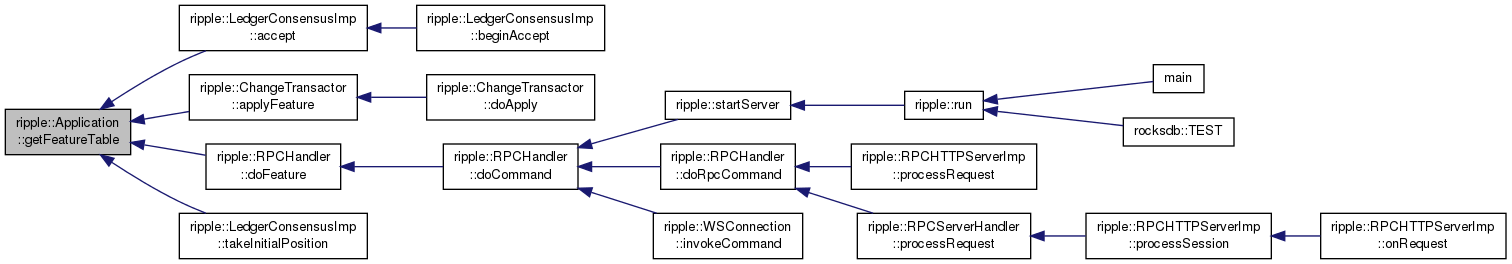 ripple::LedgerConsensusImp
::accept
ripple::LedgerConsensusImp
::beginAccept
ripple::ChangeTransactor
::applyFeature
ripple::ChangeTransactor
::doApply
main
ripple::startServer
ripple::run
rocksdb::TEST
ripple::Application
::getFeatureTable
ripple::RPCHandler
::doFeature
ripple::RPCHandler
::doCommand
ripple::RPCHandler
::doRpcCommand
ripple::RPCHTTPServerImp
::processRequest
ripple::LedgerConsensusImp
::takeInitialPosition
ripple::WSConnection
::invokeCommand
ripple::RPCServerHandler
::processRequest
ripple::RPCHTTPServerImp
::processSession
ripple::RPCHTTPServerImp
::onRequest